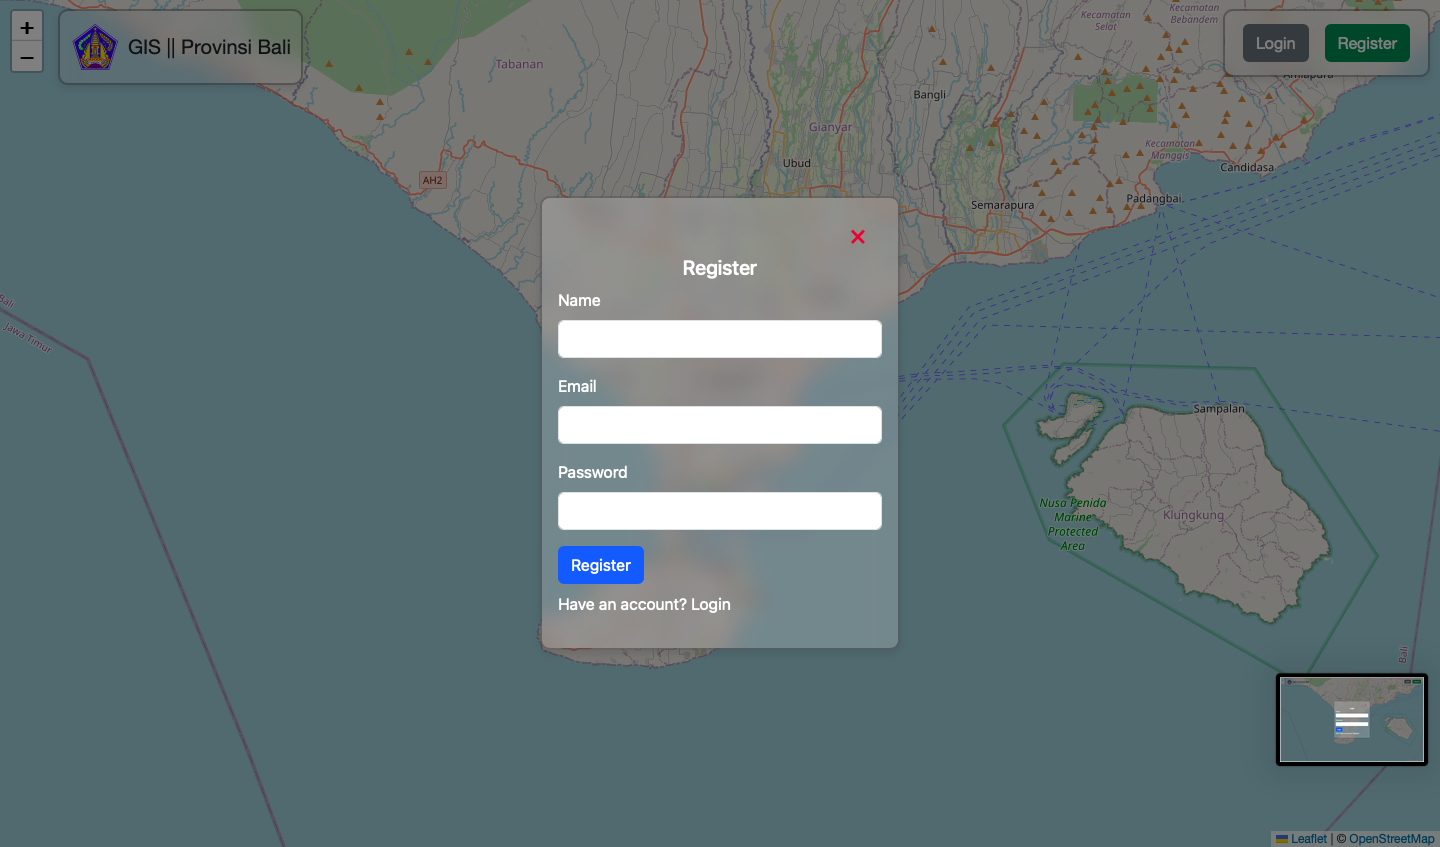 +
−
GIS || Provinsi Bali
Login
Register
Kecamatan
Selat
Kecamatan
Bebandem
Tabanan
Bangli
Gianyar
Ubud
AH2
Kecamatan
Manggis
Candidasa
Padangbai
Semarapura
Amlapura
Bali
Jawa Timur
×
Register
Name
Email
Password
Register
Have an account? Login
Sampalan
Nusa Penida
Marine
Protected
Area
Klungkung
Bali
Leaflet | © OpenStreetMap